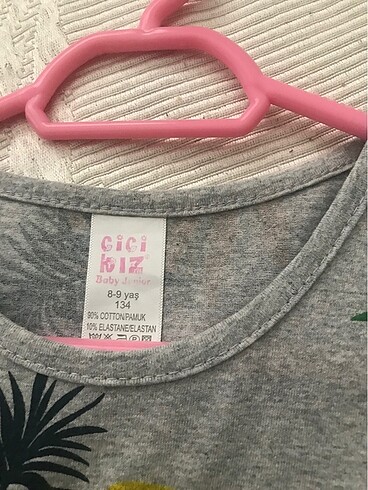 cici
kız
Baby Junior
8-9 yaş
134
90% COTTON/PAMUK
10% ELASTANE/ELASTAN